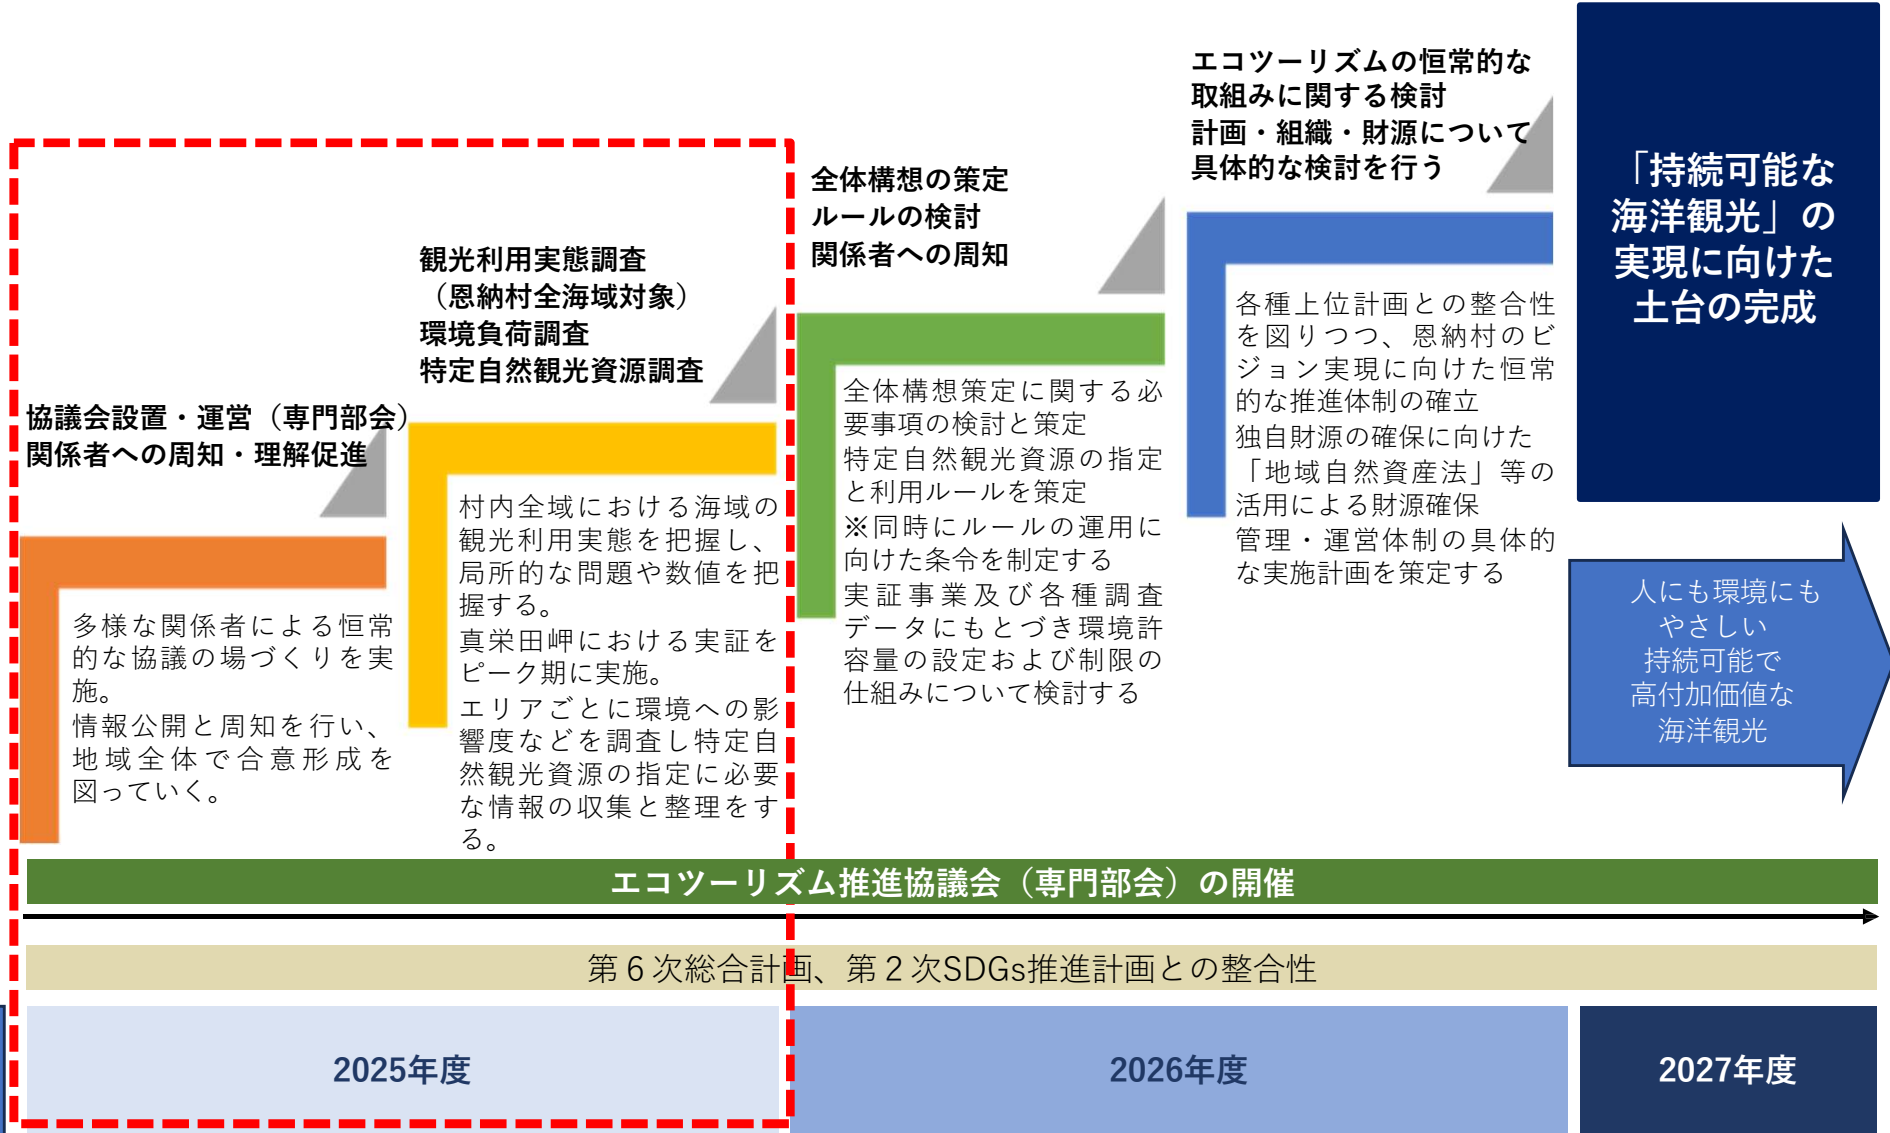 協議会設置・運営（専門部会）
関係者への周知・理解促進
多様な関係者による恒常
的な協議の場づくりを実
施。
情報公開と周知を行い、
地域全体で合意形成を
図っていく。
観光利用実態調査
（恩納村全海域対象）
環境負荷調査
特定自然観光資源調査
村内全域における海域の
観光利用実態を把握し、
局所的な問題や数値を把
握する。
真栄田岬における実証を
ピーク期に実施。
エリアごとに環境への影
響度などを調査し特定自
然観光資源の指定に必要
な情報の収集と整理をす
る。
全体構想の策定
ルールの検討
関係者への周知
全体構想策定に関する必
要事項の検討と策定
特定自然観光資源の指定
と利用ルールを策定
※同時にルールの運用に
向けた条令を制定する
実証事業及び各種調査
データにもとづき環境許
容量の設定および制限の
仕組みについて検討する
エコツーリズムの恒常的な
取組みに関する検討
計画・組織・財源について
具体的な検討を行う
各種上位計画との整合性
を図りつつ、恩納村のビ
ジョン実現に向けた恒常
的な推進体制の確立
独自財源の確保に向けた
「地域自然資産法」等の
活用による財源確保
管理・運営体制の具体的
な実施計画を策定する
「持続可能な
海洋観光」の
実現に向けた
土台の完成
人にも環境にも
やさしい
持続可能で
高付加価値な
海洋観光
エコツーリズム推進協議会（専門部会）の開催
第６次総合計画、第２次SDGs推進計画との整合性
2025年度
2026年度
2027年度